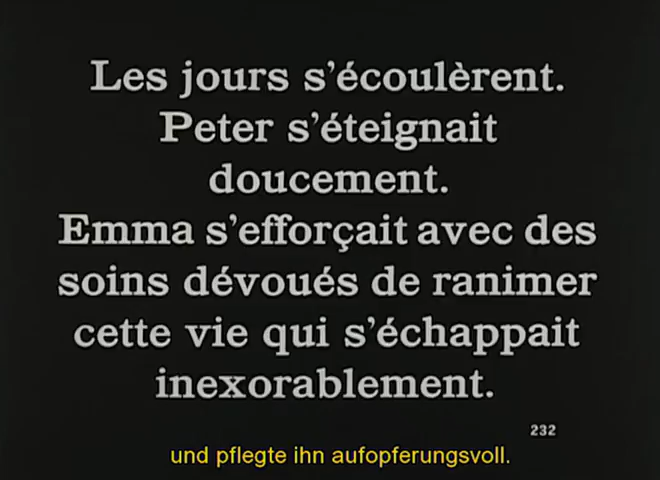 Les jours s'écoulèrent.
Peter s'éteignait
doucement.
Emma s'efforçait avec des
soins dévoués de ranimer
cette vie qui s'échappait
inexorablement.
232
und pflegte ihn aufopferungsvoll.